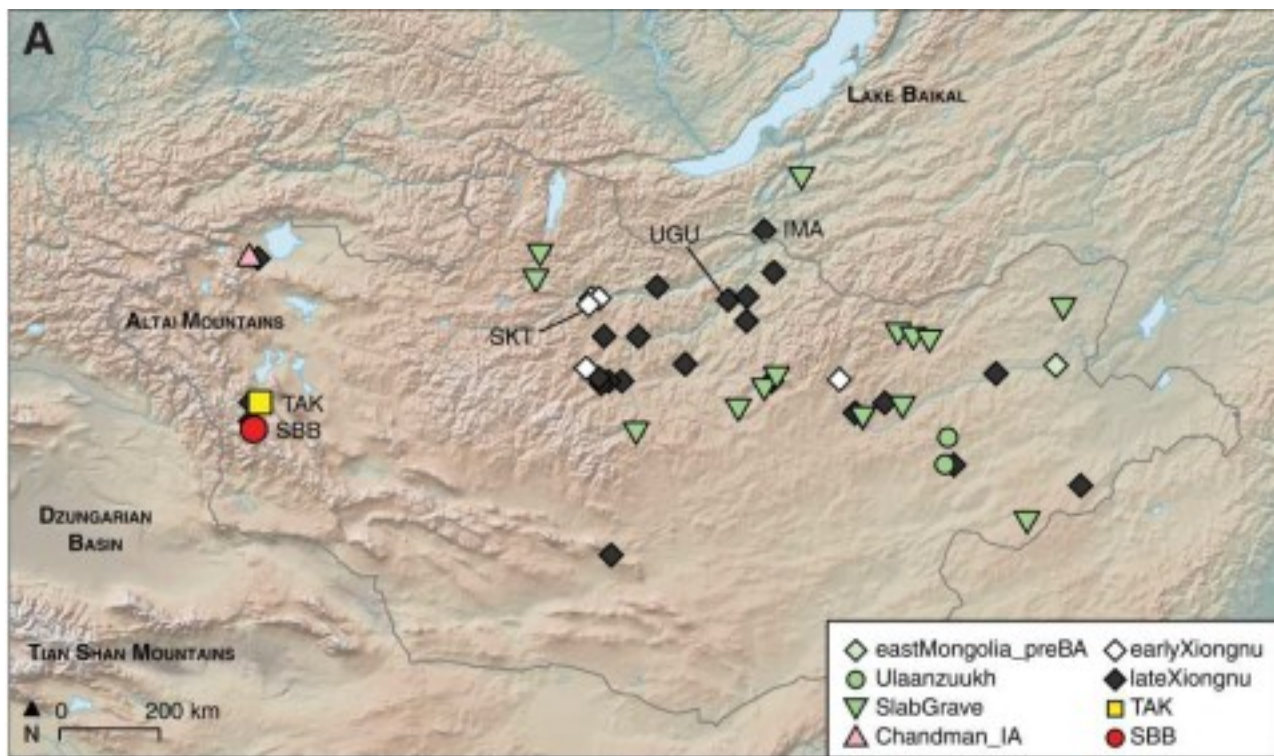 A
LAKE BAIKAL
UGU
IMA
SKT
ALTAI MOUNTAINS
TAK
SBB
DZUNGARIAN
BASIN
TIAN SHAN MOUNTAINS
0 200 km
N
eastMongolia_preBA
Ulaanzuukh
SlabGrave
Chandman_IA
earlyXiongnu
lateXiongnu
TAK
SBB